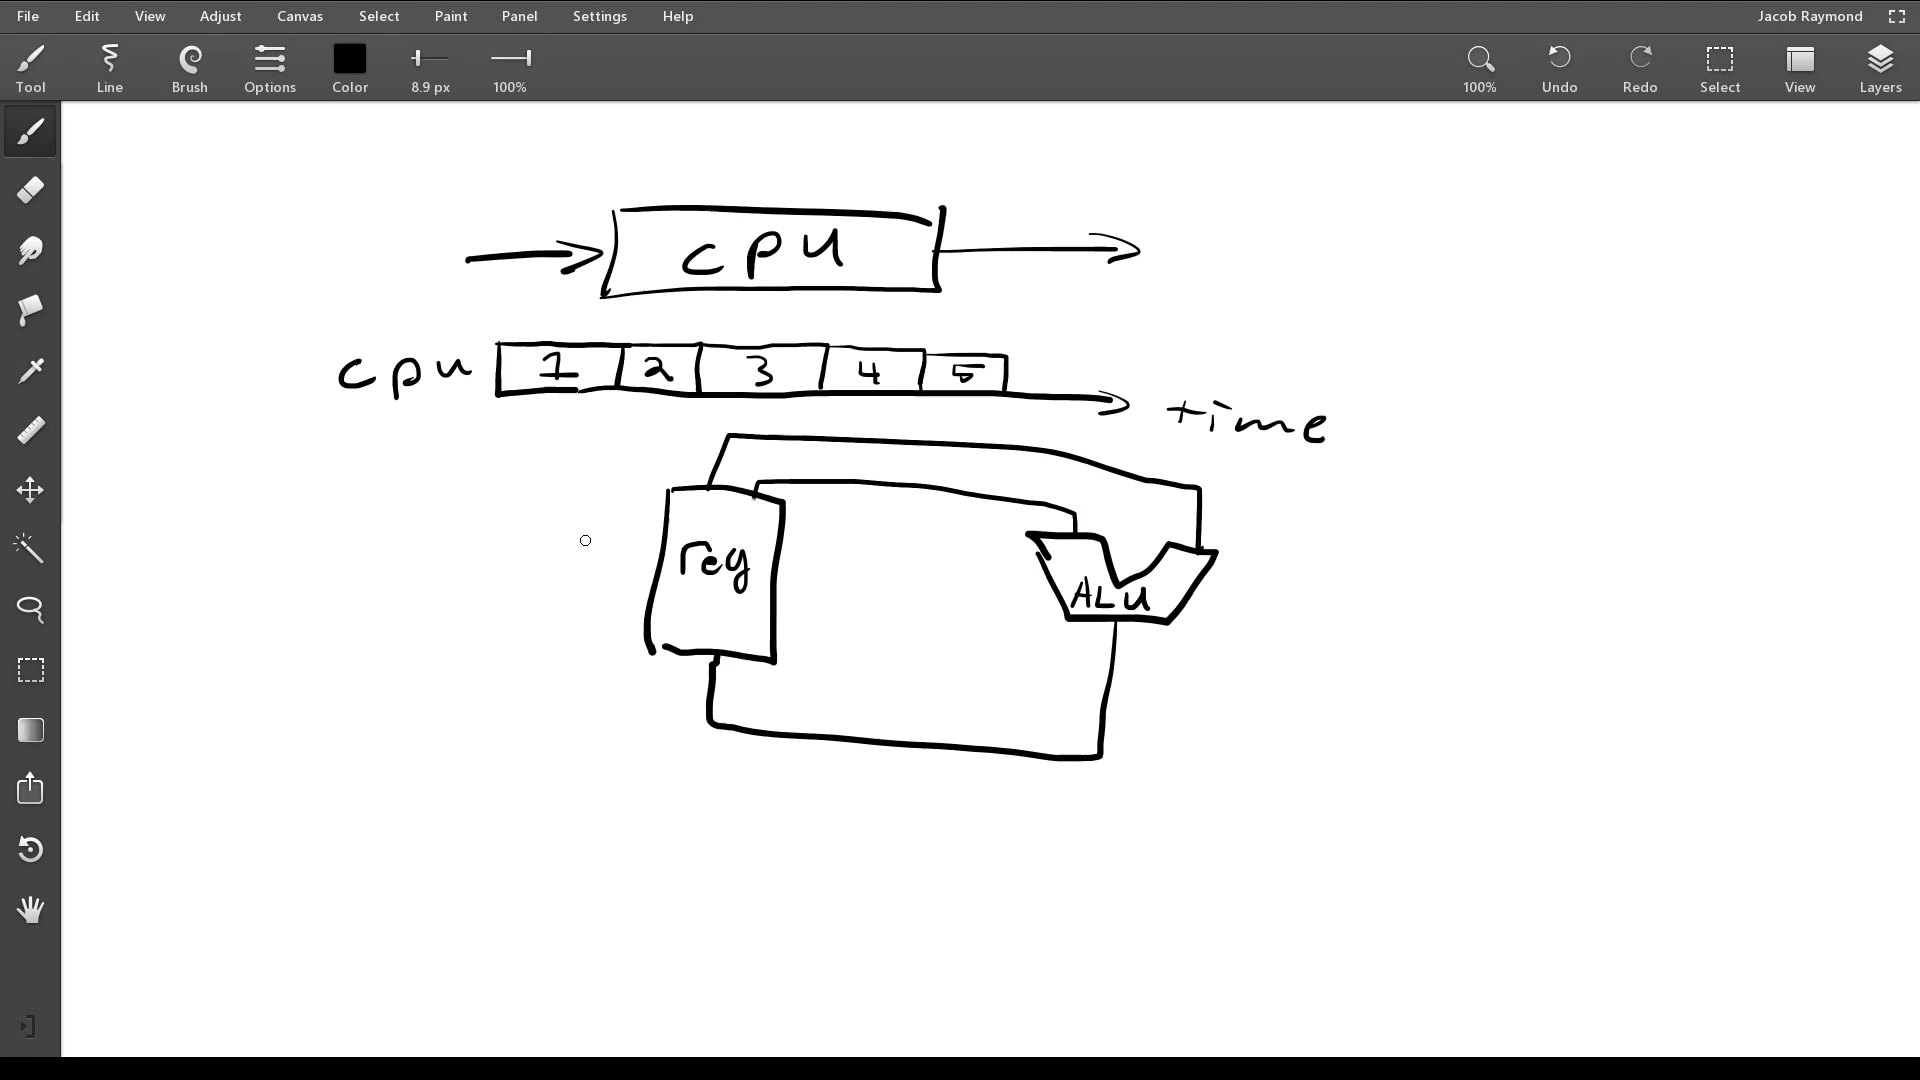 File Edit View Adjust Canvas Select Paint Panel Settings Help Jacob Raymond
Tool Line Brush Options Color 8.9 px 100% 100% Undo Redo Select View Layers
cpu
cpu 1 2 3 4 5
time
reg
ALU